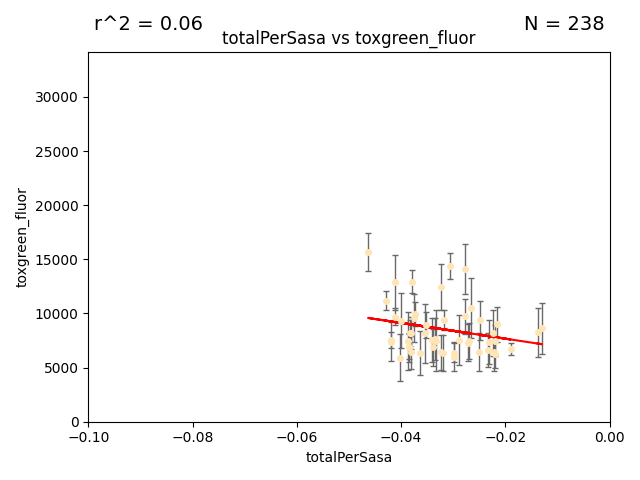 r^2 = 0.06
N = 238
totalPerSasa vs toxgreen_fluor
30000
25000
20000
15000
10000
5000
0
toxgreen_fluor
−0.10
−0.08
−0.06
−0.04
−0.02
0.00
totalPerSasa